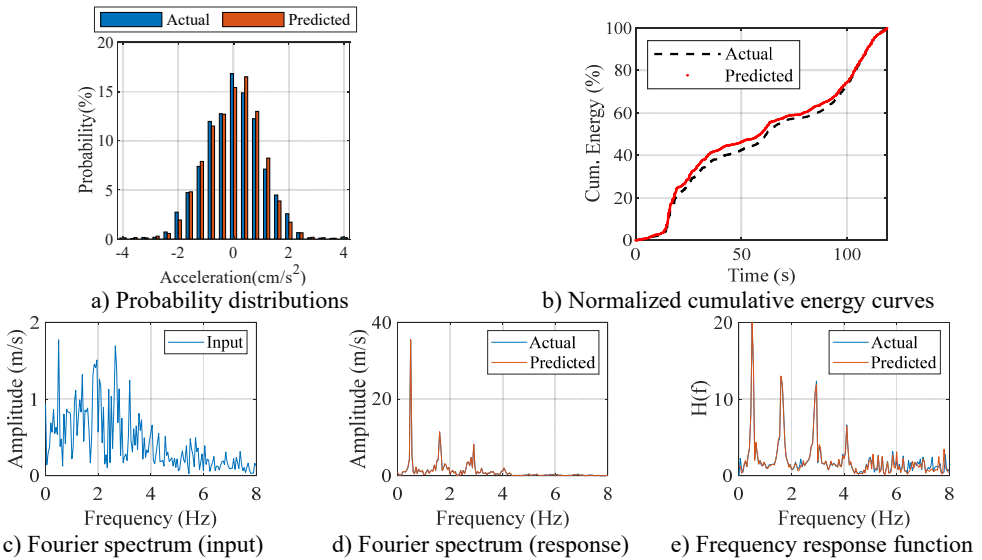 Actual Predicted
20
15
10
5
0
Probability(%)
-4 -2 0 2 4
Acceleration(cm/s²)
a) Probability distributions
100
80
60
40
20
0
Cum. Energy (%)
Actual
Predicted
0 50 100
Time (s)
b) Normalized cumulative energy curves
2
1
0
Amplitude (m/s)
Input
0 2 4 6 8
Frequency (Hz)
c) Fourier spectrum (input)
40
20
0
Amplitude (m/s)
Actual
Predicted
0 2 4 6 8
Frequency (Hz)
d) Fourier spectrum (response)
20
10
0
H(f)
Actual
Predicted
0 2 4 6 8
Frequency (Hz)
e) Frequency response function